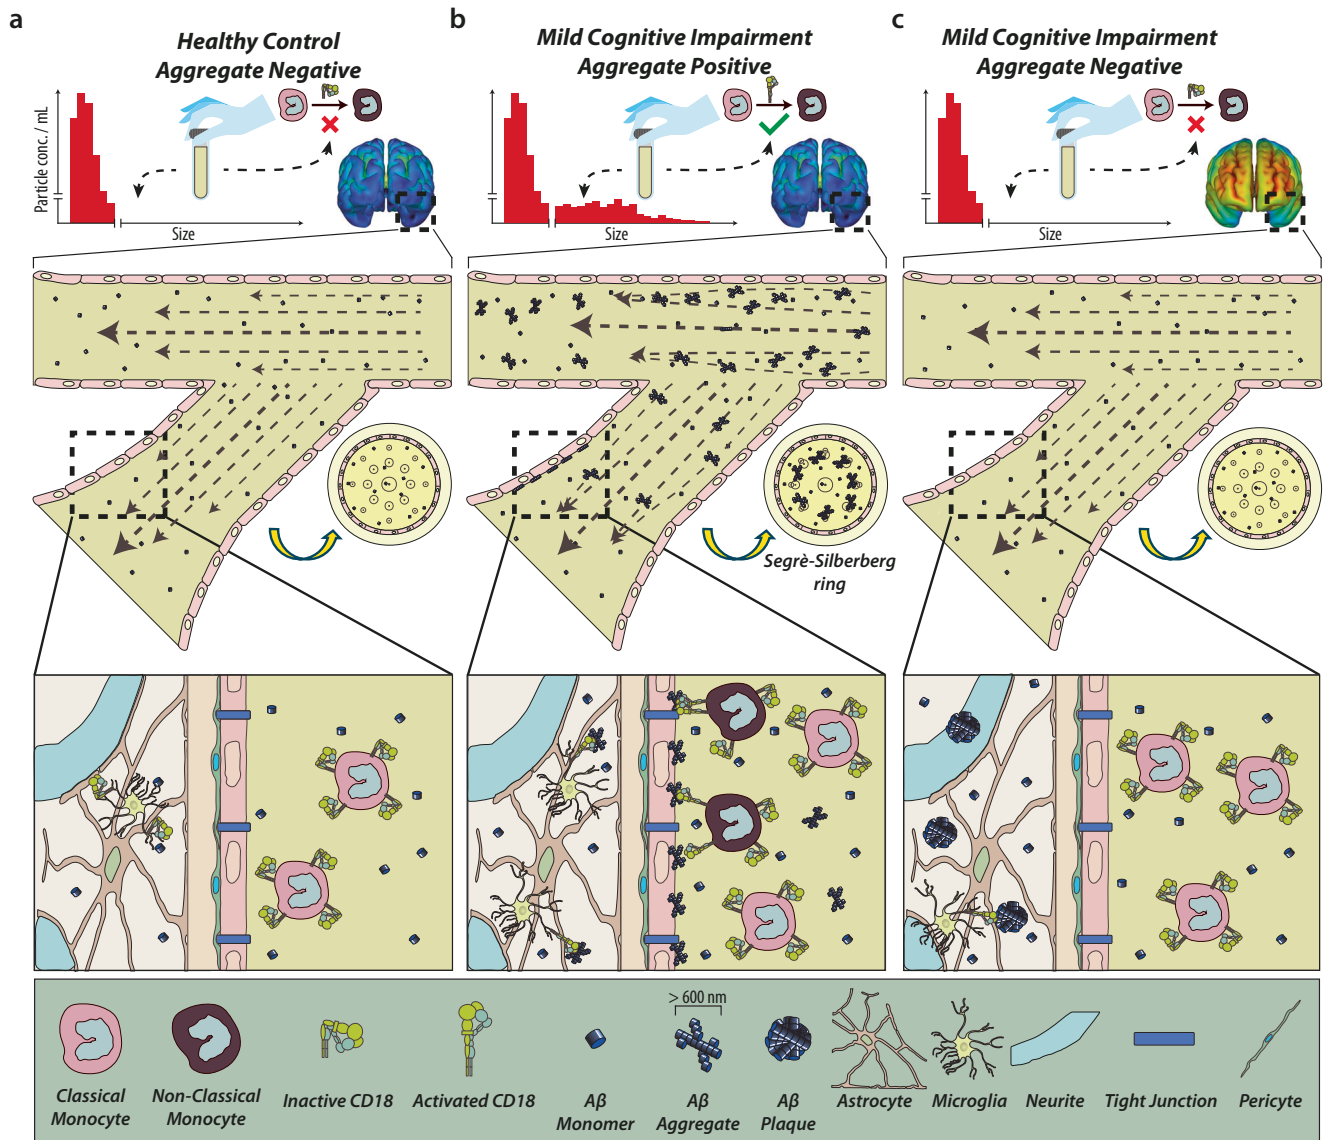 a
Healthy Control
Aggregate Negative
Particle conc. / mL
Size
b
Mild Cognitive Impairment
Aggregate Positive
Size
Segrè-Silberberg
ring
c
Mild Cognitive Impairment
Aggregate Negative
Size
Classical
Monocyte
Non-Classical
Monocyte
Inactive CD18
Activated CD18
Aβ
Monomer
> 600 nm
Aβ
Aggregate
Aβ
Plaque
Astrocyte
Microglia
Neurite
Tight Junction
Pericyte